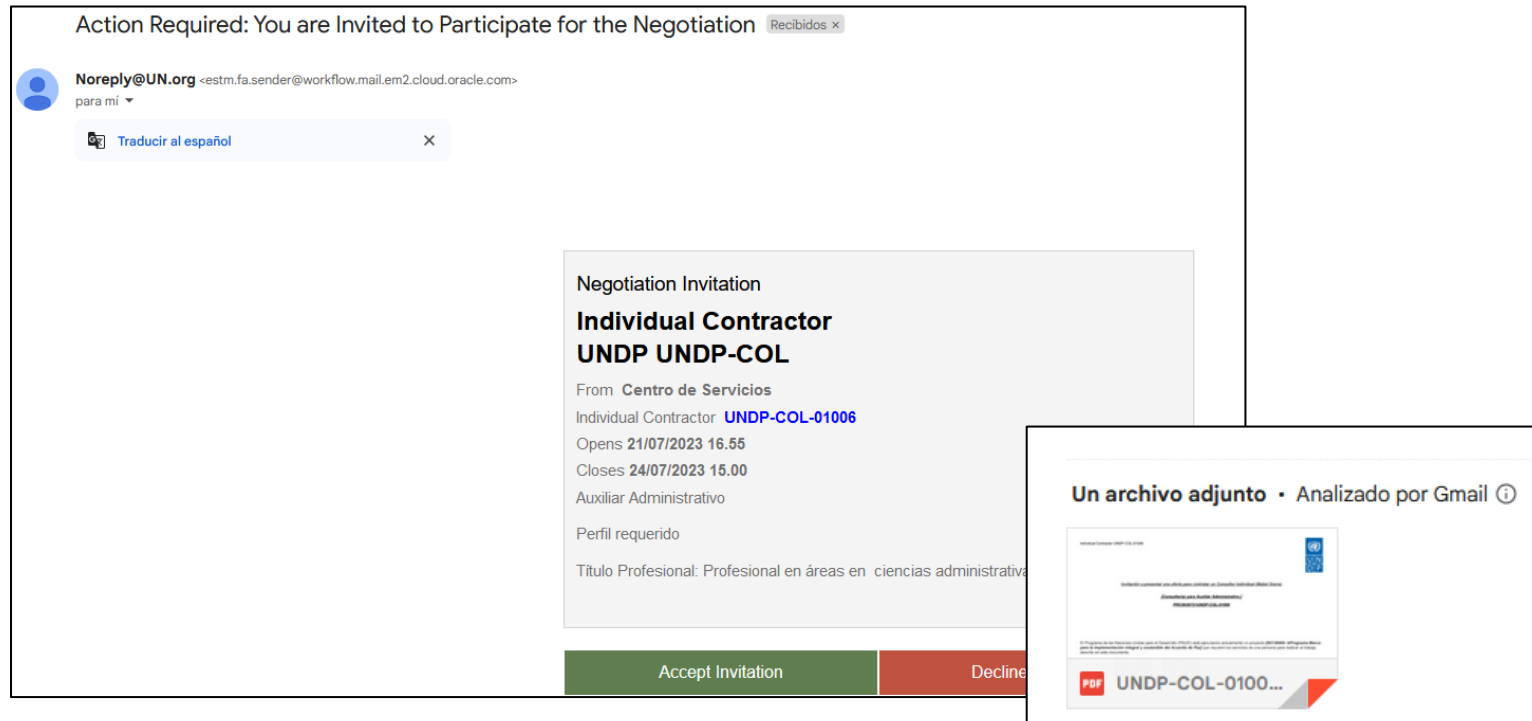 Action Required: You are Invited to Participate for the Negotiation Recibidos ×
Noreply@UN.org <estm.fa.sender@workflow.mail.em2.cloud.oracle.com>
para mí
Traducir al español
Negotiation Invitation
Individual Contractor
UNDP UNDP-COL
From Centro de Servicios
Individual Contractor UNDP-COL-01006
Opens 21/07/2023 16.55
Closes 24/07/2023 15.00
Auxiliar Administrativo
Perfil requerido
Título Profesional: Profesional en áreas en ciencias administrativa
Accept Invitation
Decline
Un archivo adjunto • Analizado por Gmail
PDF UNDP-COL-0100...